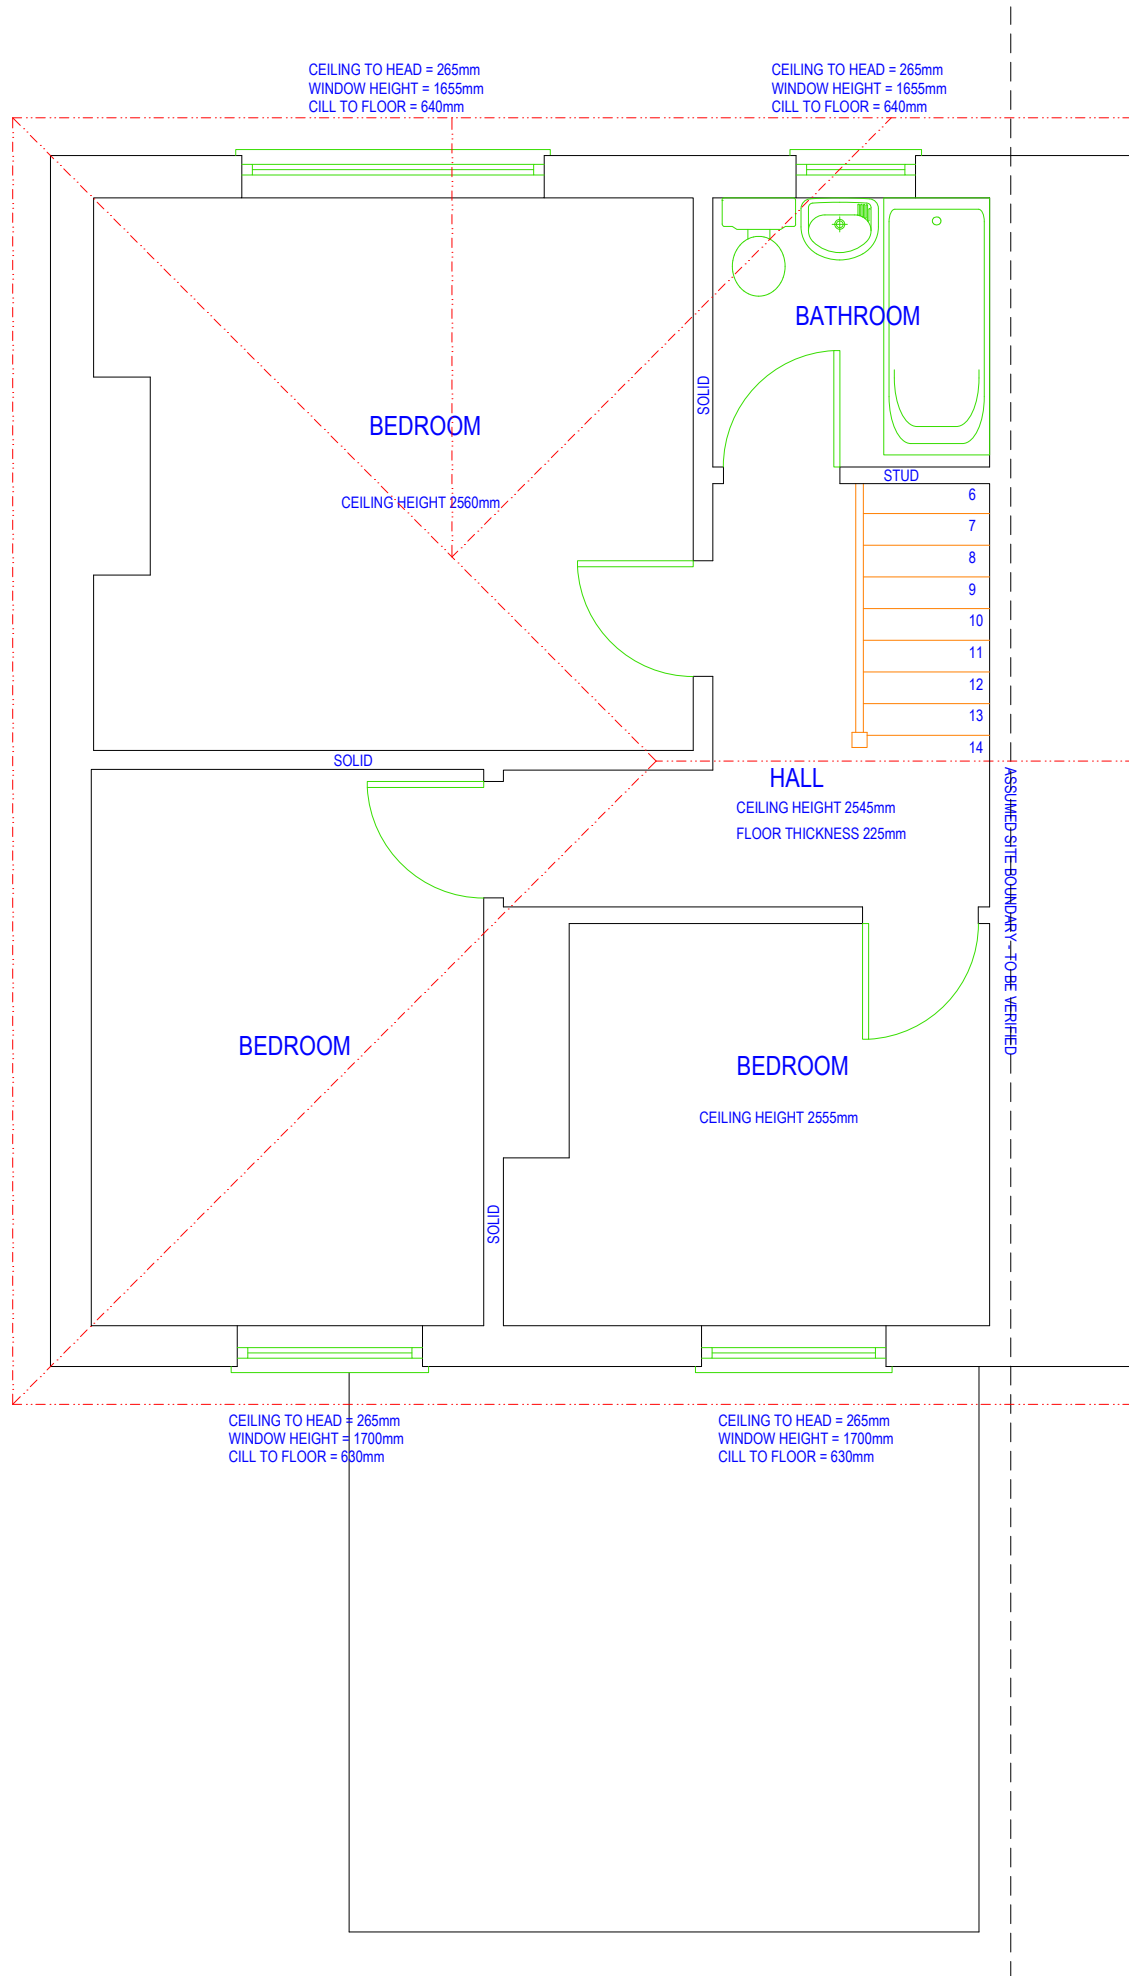 CEILING TO HEAD = 265mm
WINDOW HEIGHT = 1655mm
CILL TO FLOOR = 640mm
CEILING TO HEAD = 265mm
WINDOW HEIGHT = 1655mm
CILL TO FLOOR = 640mm
BATHROOM
SOLID
BEDROOM
CEILING HEIGHT 2560mm
STUD
6
7
8
9
10
11
12
13
14
SOLID
HALL
CEILING HEIGHT 2545mm
FLOOR THICKNESS 225mm
ASSUMED SITE BOUNDARY - TO BE VERIFIED
BEDROOM
BEDROOM
CEILING HEIGHT 2555mm
SOLID
CEILING TO HEAD = 265mm
WINDOW HEIGHT = 1700mm
CILL TO FLOOR = 630mm
CEILING TO HEAD = 265mm
WINDOW HEIGHT = 1700mm
CILL TO FLOOR = 630mm